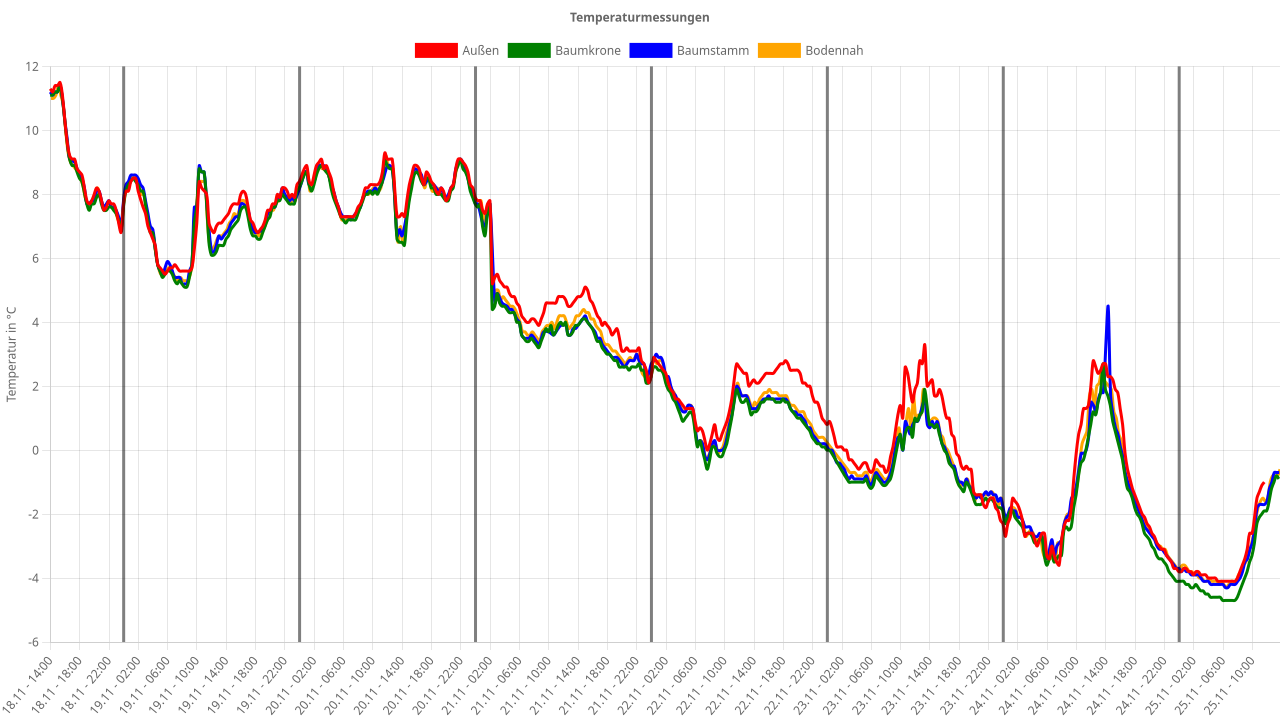 Temperaturmessungen
Außen Baumkrone Baumstamm Bodennah
Temperatur in °C
12
10
8
6
4
2
0
-2
-4
-6
18.11 - 14:00
18.11 - 18:00
18.11 - 22:00
19.11 - 02:00
19.11 - 06:00
19.11 - 10:00
19.11 - 14:00
19.11 - 18:00
19.11 - 22:00
20.11 - 02:00
20.11 - 06:00
20.11 - 10:00
20.11 - 14:00
20.11 - 18:00
20.11 - 22:00
21.11 - 02:00
21.11 - 06:00
21.11 - 10:00
21.11 - 14:00
21.11 - 18:00
21.11 - 22:00
22.11 - 02:00
22.11 - 06:00
22.11 - 10:00
22.11 - 14:00
22.11 - 18:00
22.11 - 22:00
23.11 - 02:00
23.11 - 06:00
23.11 - 10:00
23.11 - 14:00
23.11 - 18:00
23.11 - 22:00
24.11 - 02:00
24.11 - 06:00
24.11 - 10:00
24.11 - 14:00
24.11 - 18:00
24.11 - 22:00
25.11 - 02:00
25.11 - 06:00
25.11 - 10:00